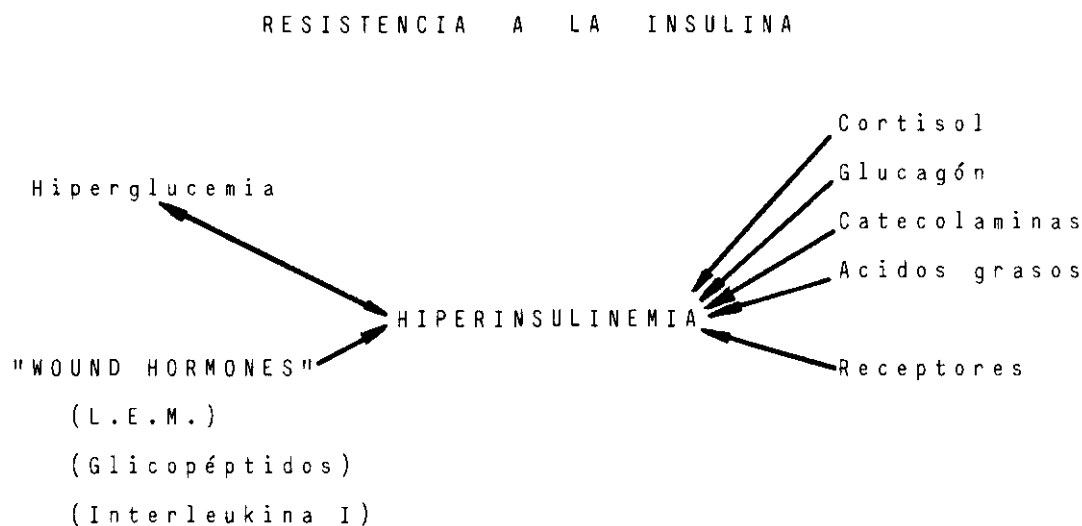 RESISTENCIA A LA INSULINA
Cortisol
Hiperglucemia
Glucagón
Catecolaminas
Acidos grasos
HIPERINSULINEMIA
"WOUND HORMONES"
Receptores
(L.E.M.)
(Glicopéptidos)
(Interleukina I)